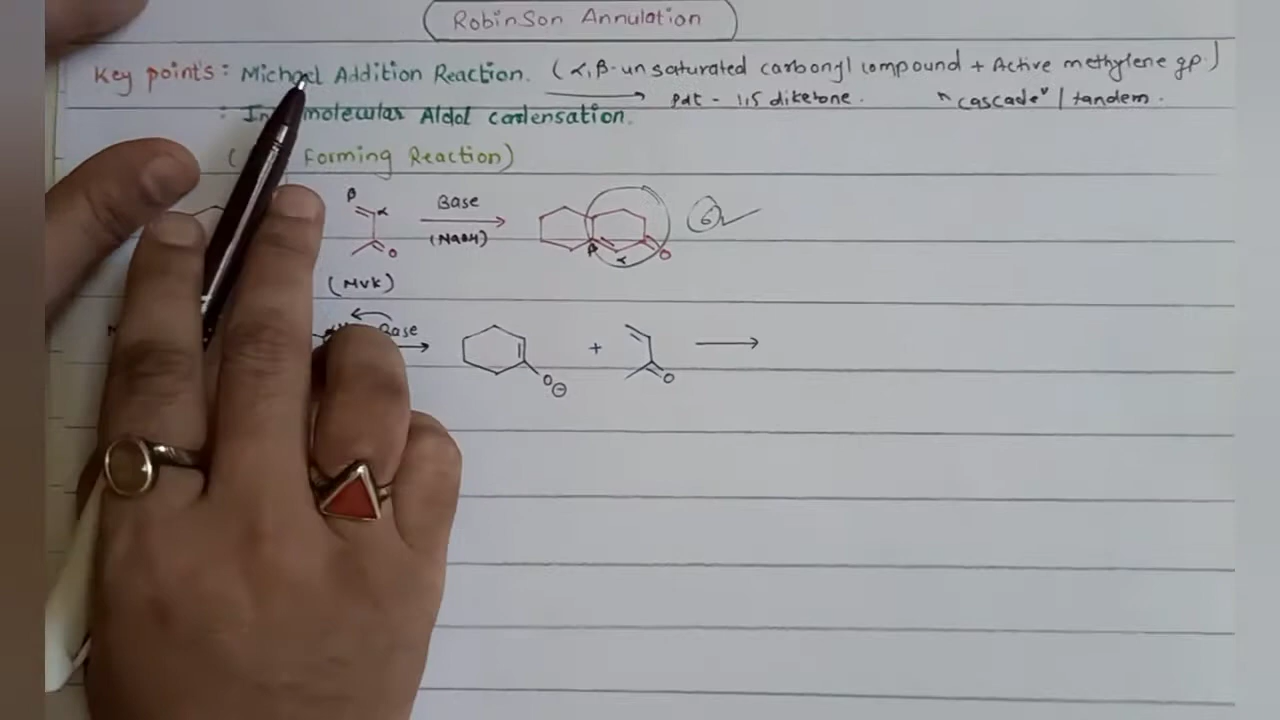 Robinson Annulation
Key points : Michael Addition Reaction. (α,β-unsaturated carbonyl compound + Active methylene gp.)
Pdt - 1,5 diketone. "cascade" / tandem.
: molecular Aldol condensation.
( Forming Reaction)
β α Base 6
(NaOH) O β α O
(MVK)
Base
O⊖ + O